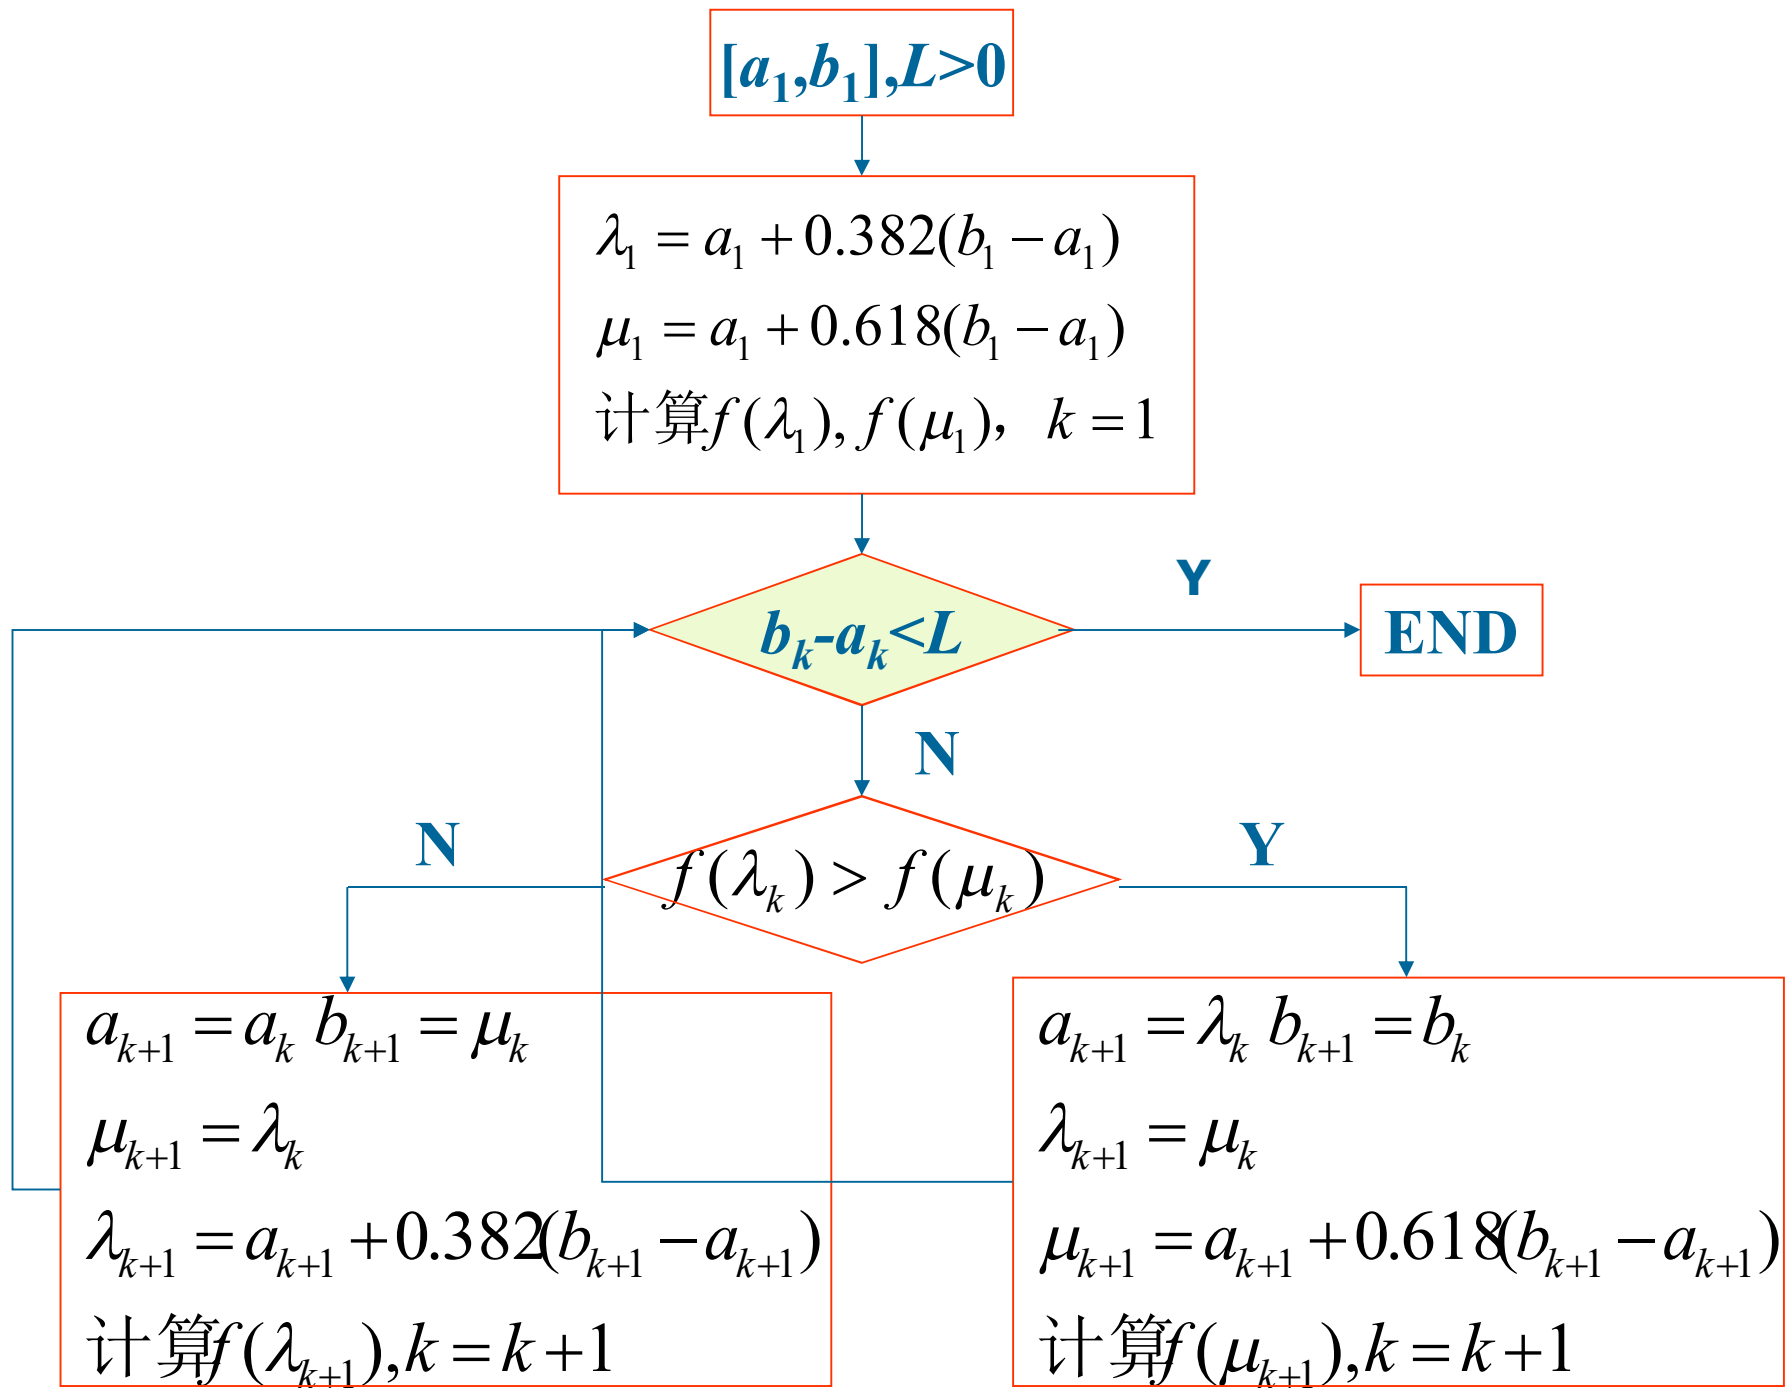 [a₁,b₁],L>0
λ₁ = a₁ + 0.382(b₁ − a₁)
μ₁ = a₁ + 0.618(b₁ − a₁)
计算f(λ₁), f(μ₁)，k = 1
Y
bₖ-aₖ<L
END
N
N
Y
f(λₖ) > f(μₖ)
aₖ₊₁ = aₖ bₖ₊₁ = μₖ
μₖ₊₁ = λₖ
λₖ₊₁ = aₖ₊₁ + 0.382(bₖ₊₁ − aₖ₊₁)
计算f(λₖ₊₁), k = k + 1
aₖ₊₁ = λₖ bₖ₊₁ = bₖ
λₖ₊₁ = μₖ
μₖ₊₁ = aₖ₊₁ + 0.618(bₖ₊₁ − aₖ₊₁)
计算f(μₖ₊₁), k = k + 1